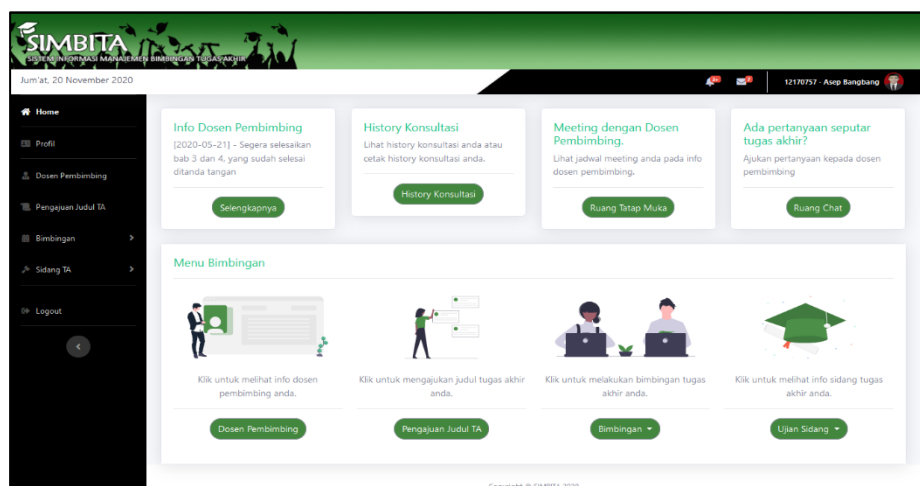 SIMBITA
SISTEM INFORMASI MANAJEMEN BIMBINGAN TUGAS AKHIR
Jum'at, 20 November 2020
12170757 - Asep Bangbang
Home
Profil
Dosen Pembimbing
Pengajuan Judul TA
Bimbingan
Sidang TA
Logout
Info Dosen Pembimbing
[2020-05-21] - Segera selesaikan
bab 3 dan 4, yang sudah selesai
ditanda tangan
Selengkapnya
History Konsultasi
Lihat history konsultasi anda atau
cetak history konsultasi anda.
History Konsultasi
Meeting dengan Dosen
Pembimbing.
Lihat jadwal meeting anda pada info
dosen pembimbing.
Ruang Tatap Muka
Ada pertanyaan seputar
tugas akhir?
Ajukan pertanyaan kepada dosen
pembimbing
Ruang Chat
Menu Bimbingan
Klik untuk melihat info dosen
pembimbing anda.
Dosen Pembimbing
Klik untuk mengajukan judul tugas akhir
anda.
Pengajuan Judul TA
Klik untuk melakukan bimbingan tugas
akhir anda.
Bimbingan
Klik untuk melihat info sidang tugas
akhir anda.
Ujian Sidang
Copyright © SIMBITA 2020